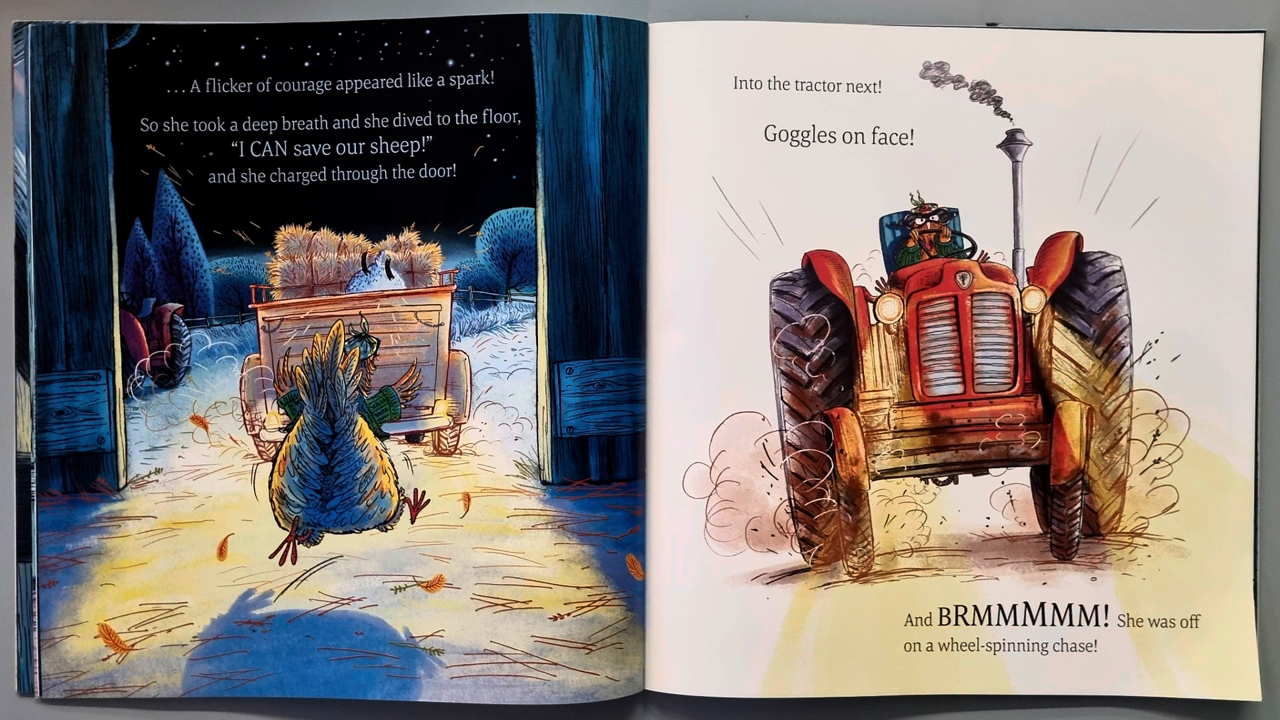 . . . A flicker of courage appeared like a spark!
So she took a deep breath and she dived to the floor,
“I CAN save our sheep!”
and she charged through the door!
Into the tractor next!
Goggles on face!
And BRMMMMMM! She was off
on a wheel-spinning chase!